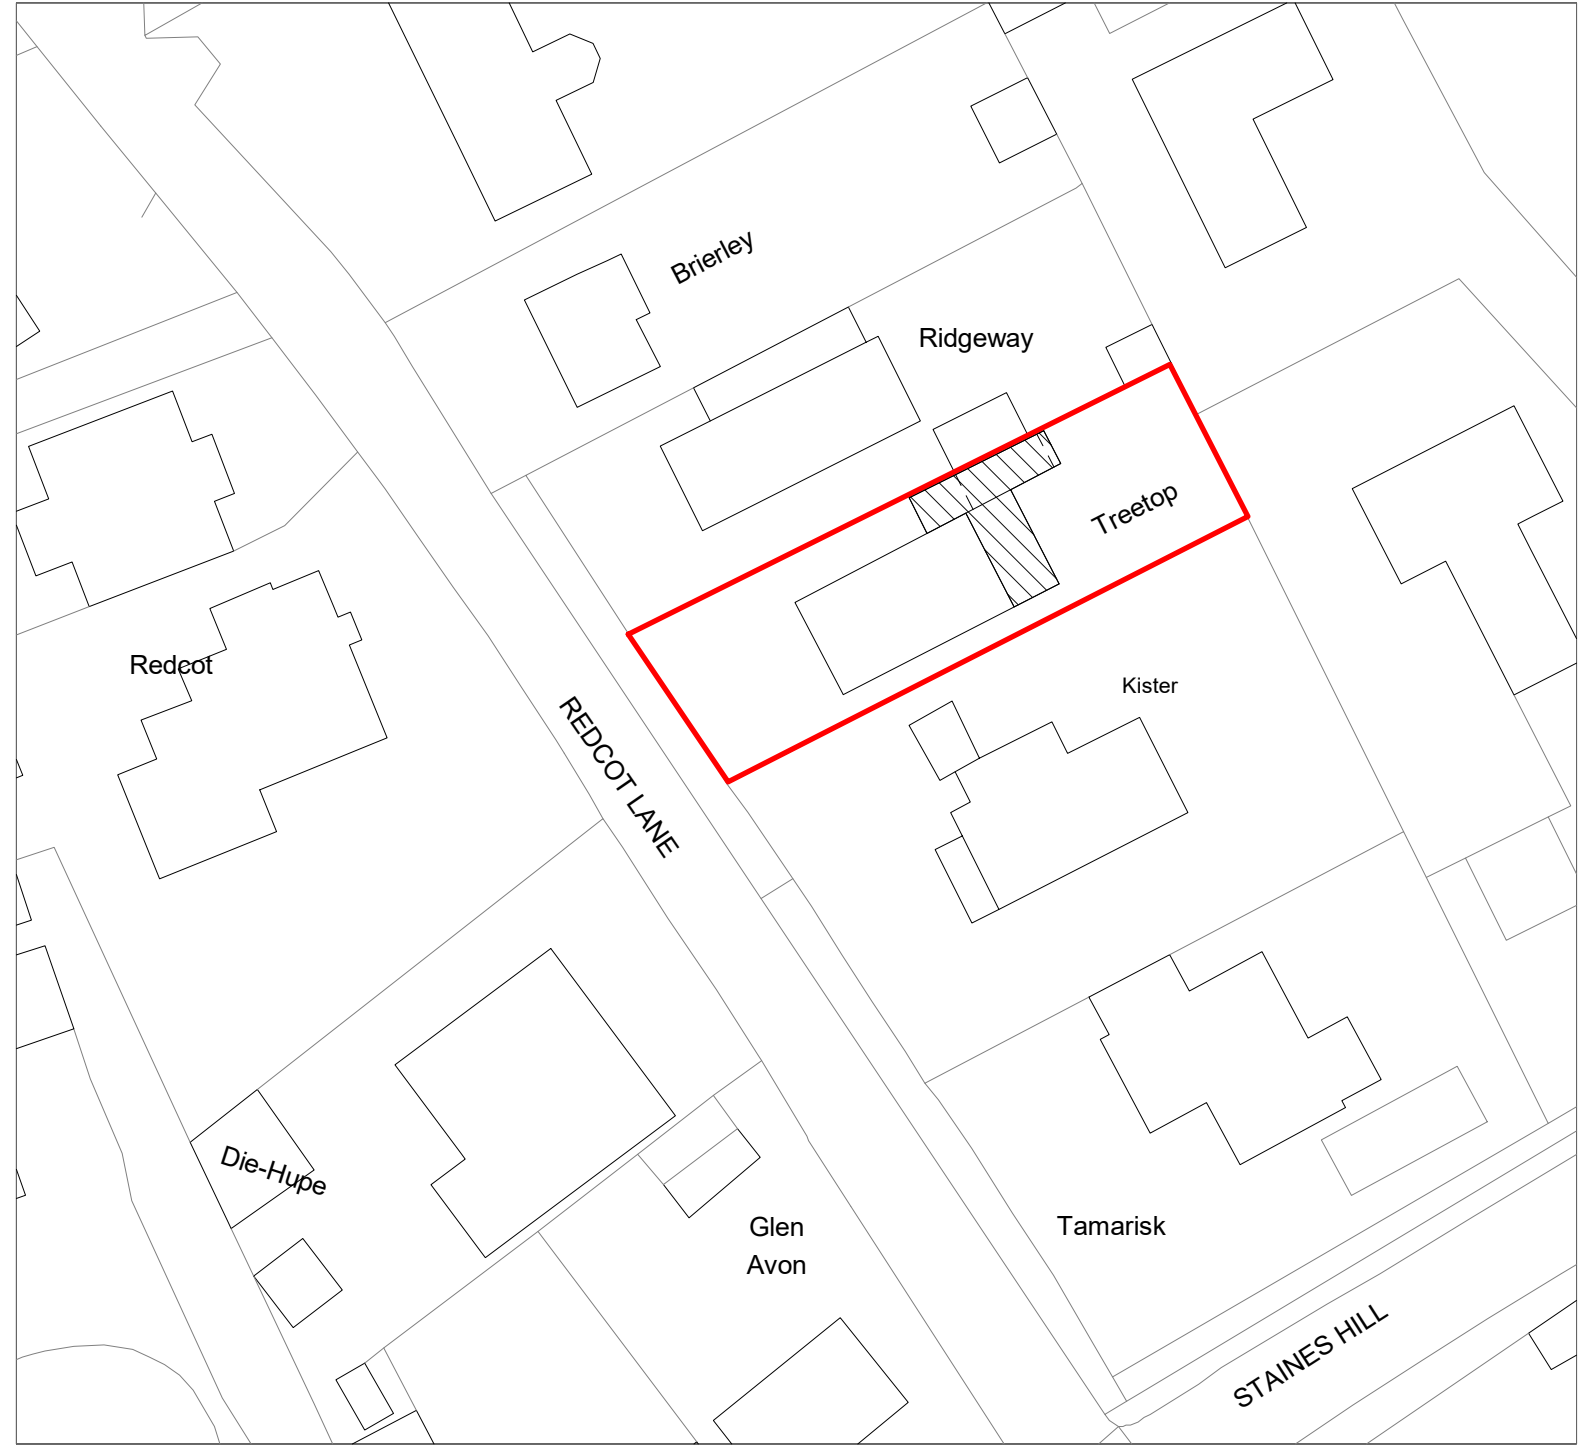 Brierley
Ridgeway
Treetop
Redcot
Kister
REDCOT LANE
Die-Hupe
Glen
Avon
Tamarisk
STAINES HILL